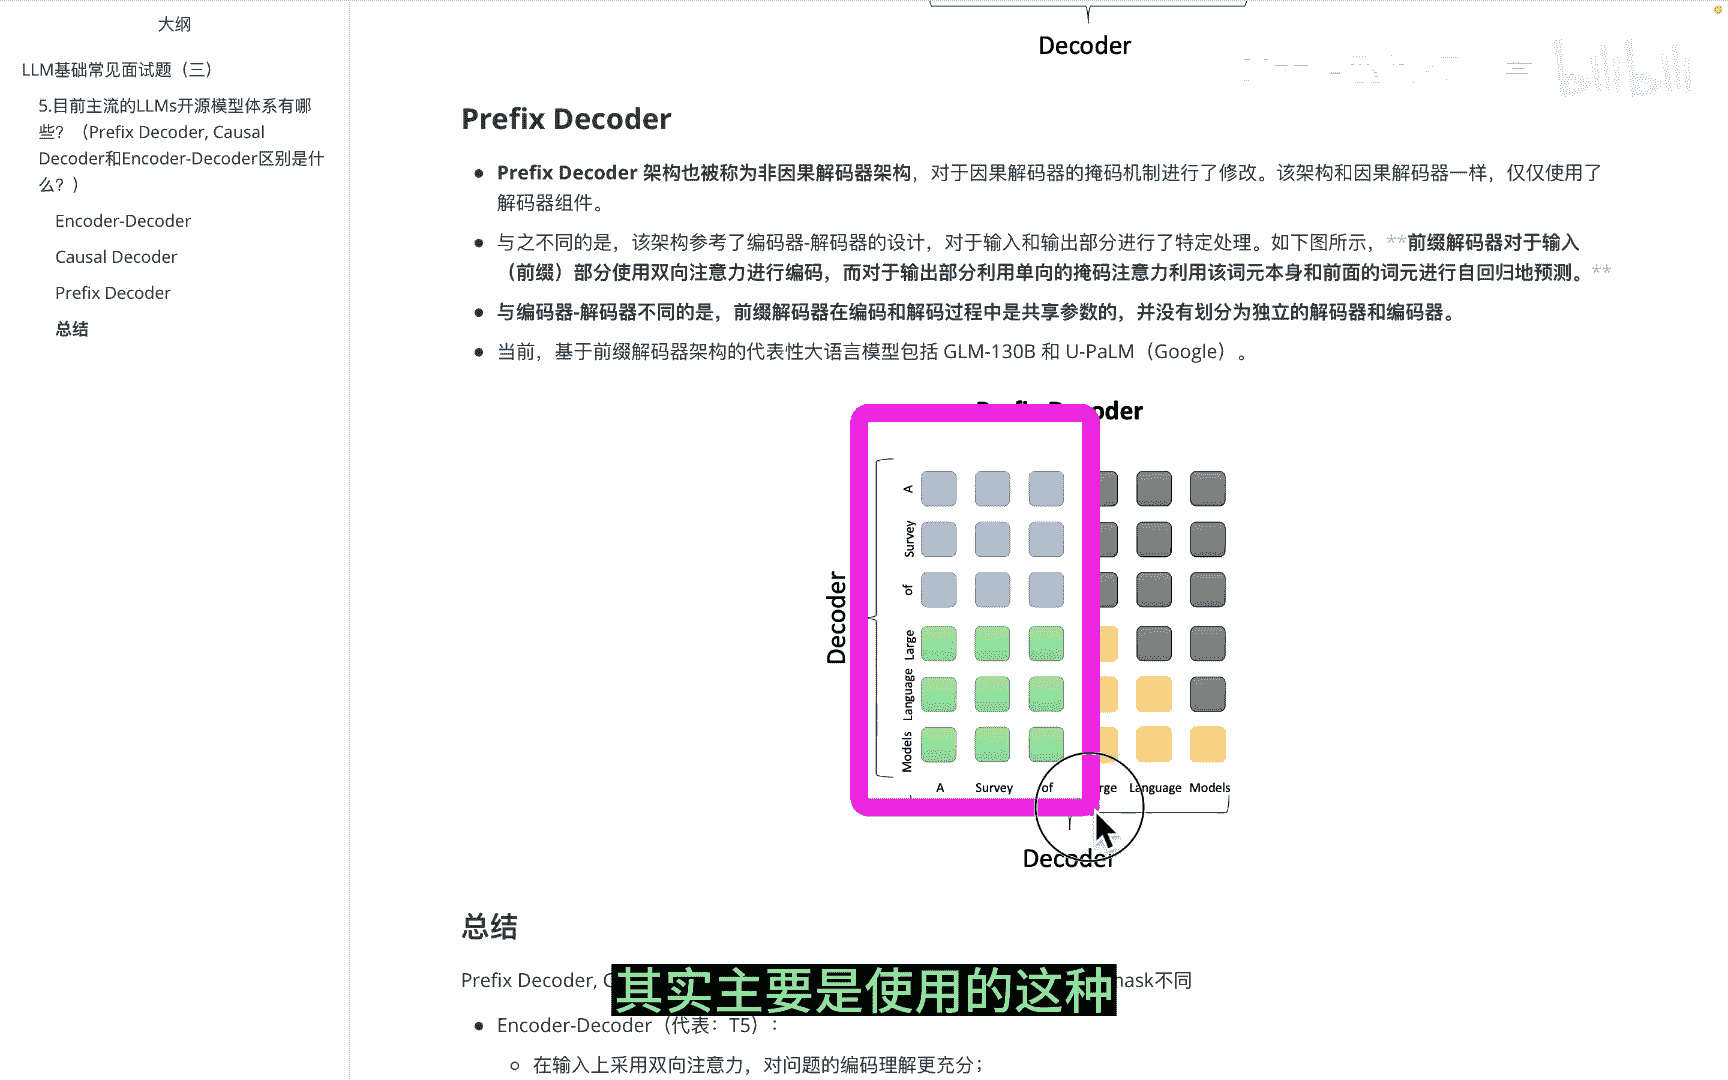 大纲
LLM基础常见面试题（三）
5.目前主流的LLMs开源模型体系有哪
些？（Prefix Decoder, Causal
Decoder和Encoder-Decoder区别是什
么？）
Encoder-Decoder
Causal Decoder
Prefix Decoder
总结
Decoder
bilibili
Prefix Decoder
Prefix Decoder 架构也被称为非因果解码器架构，对于因果解码器的掩码机制进行了修改。该架构和因果解码器一样，仅仅使用了
解码器组件。
与之不同的是，该架构参考了编码器-解码器的设计，对于输入和输出部分进行了特定处理。如下图所示，**前缀解码器对于输入
（前缀）部分使用双向注意力进行编码，而对于输出部分利用单向的掩码注意力利用该词元本身和前面的词元进行自回归地预测。**
与编码器-解码器不同的是，前缀解码器在编码和解码过程中是共享参数的，并没有划分为独立的解码器和编码器。
当前，基于前缀解码器架构的代表性大语言模型包括 GLM-130B 和 U-PaLM（Google）。
Prefix Decoder
Decoder
A
Survey
of
Large
Language
Models
A Survey of rge Language Models
Decoder
总结
Prefix Decoder, mask不同
其实主要是使用的这种
Encoder-Decoder（代表：T5）：
在输入上采用双向注意力，对问题的编码理解更充分；